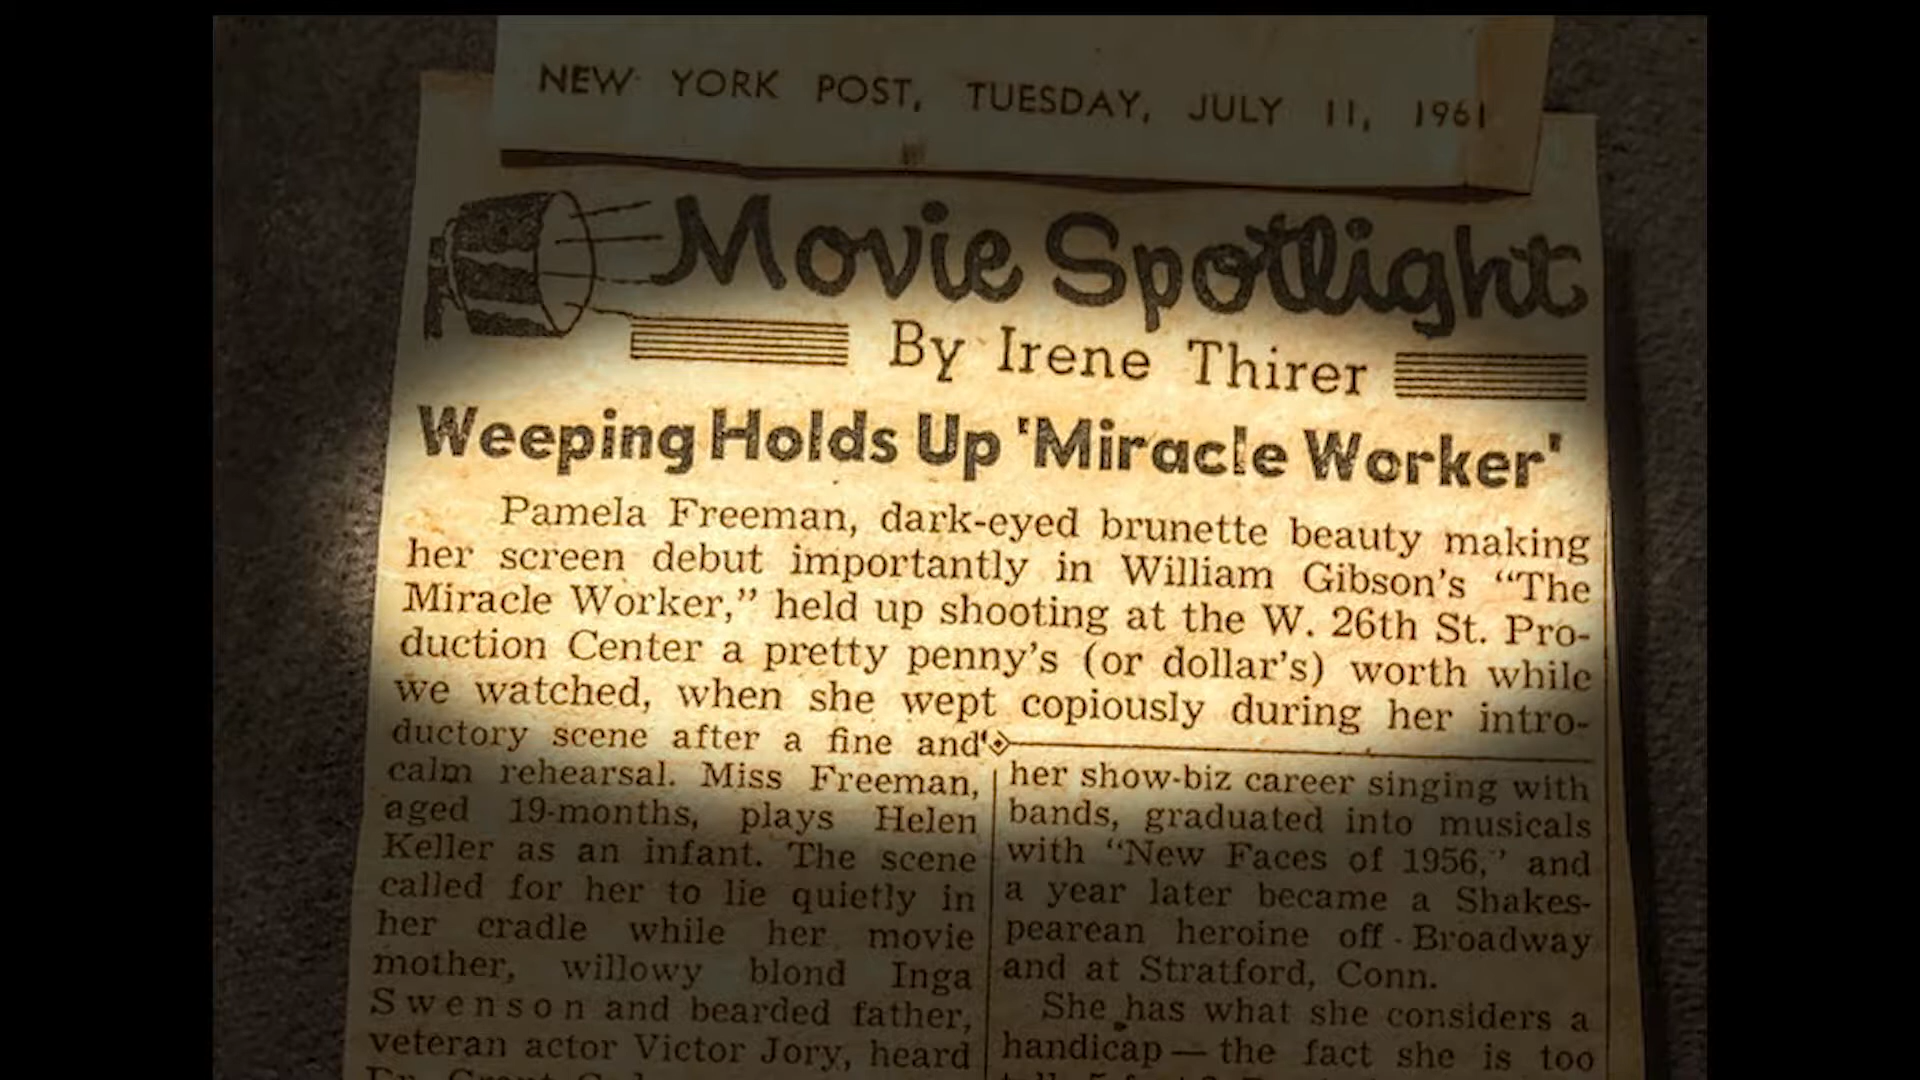 NEW YORK POST, TUESDAY, JULY 11, 1961
Movie Spotlight
By Irene Thirer
Weeping Holds Up 'Miracle Worker'
Pamela Freeman, dark-eyed brunette beauty making
her screen debut importantly in William Gibson's “The
Miracle Worker,” held up shooting at the W. 26th St. Pro-
duction Center a pretty penny's (or dollar's) worth while
we watched, when she wept copiously during her intro-
ductory scene after a fine and
calm rehearsal. Miss Freeman,
aged 19-months, plays Helen
Keller as an infant. The scene
called for her to lie quietly in
her cradle while her movie
mother, willowy blond Inga
Swenson and bearded father,
veteran actor Victor Jory, heard
her show-biz career singing with
bands, graduated into musicals
with “New Faces of 1956,” and
a year later became a Shakes-
pearean heroine off-Broadway
and at Stratford, Conn.
She has what she considers a
handicap — the fact she is too